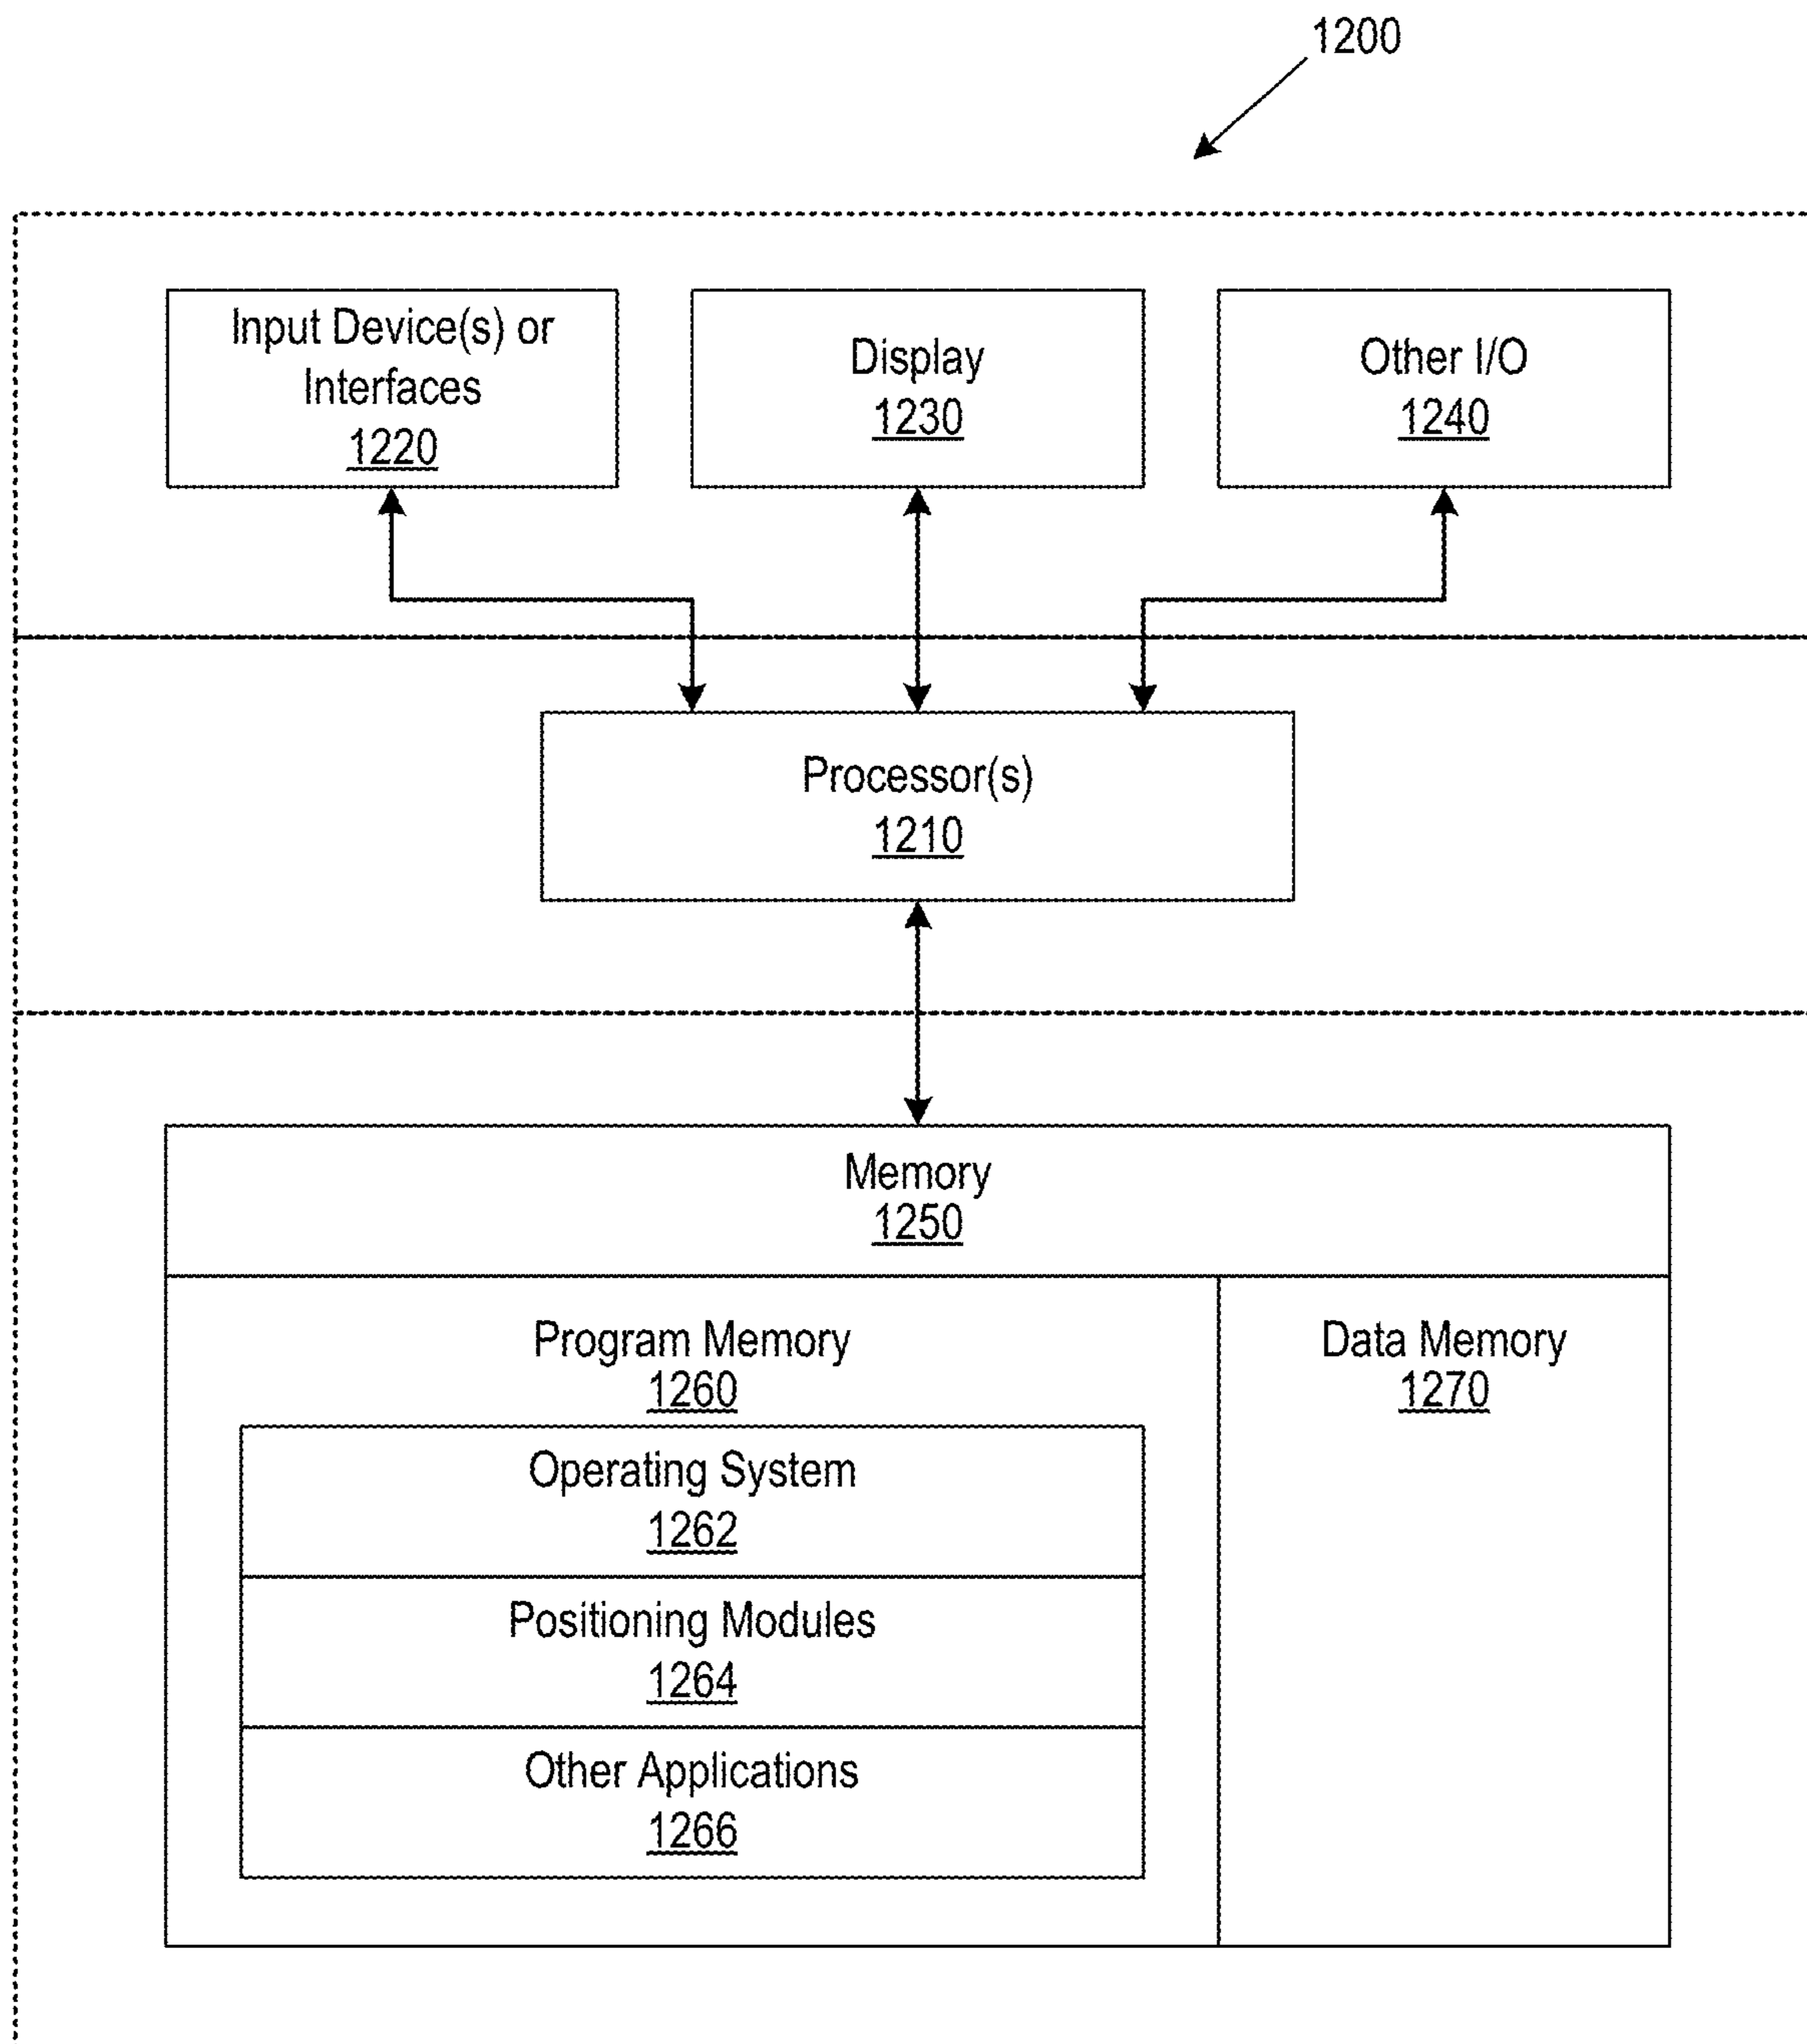 1200
Input Device(s) or
Interfaces
1220
Display
1230
Other I/O
1240
Processor(s)
1210
Memory
1250
Program Memory
1260
Operating System
1262
Positioning Modules
1264
Other Applications
1266
Data Memory
1270